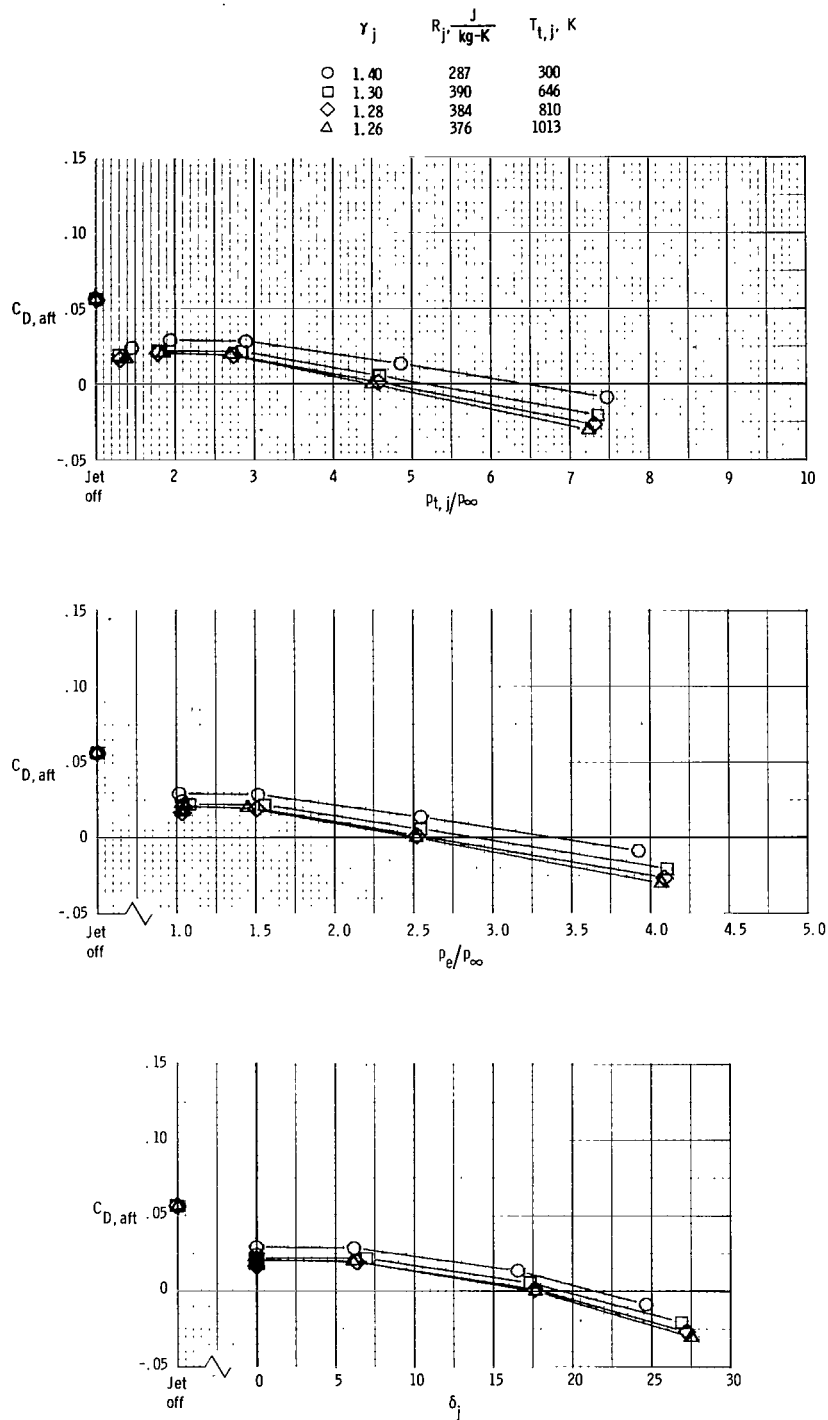 γj Rj, J/kg-K Tt,j, K
○ 1.40 287 300
□ 1.30 390 646
◇ 1.28 384 810
△ 1.26 376 1013
.15
.10
CD,aft
.05
0
-.05
Jet off 2 3 4 5 6 7 8 9 10
pt,j/p∞
.15
.10
CD,aft
.05
0
-.05
Jet off 1.0 1.5 2.0 2.5 3.0 3.5 4.0 4.5 5.0
pe/p∞
.15
.10
CD,aft
.05
0
-.05
Jet off 0 5 10 15 20 25 30
δj